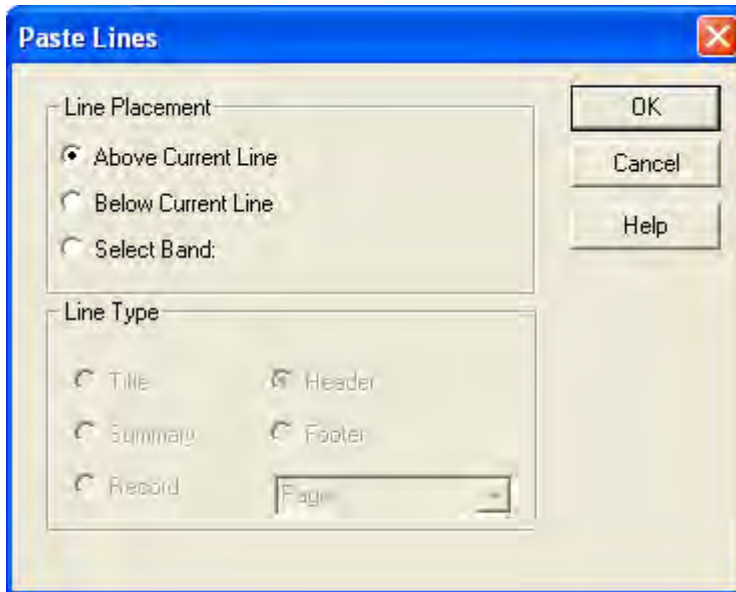 Paste Lines
Line Placement
Above Current Line
Below Current Line
Select Band:
OK
Cancel
Help
Line Type
Title
Header
Summary
Footer
Record
Page